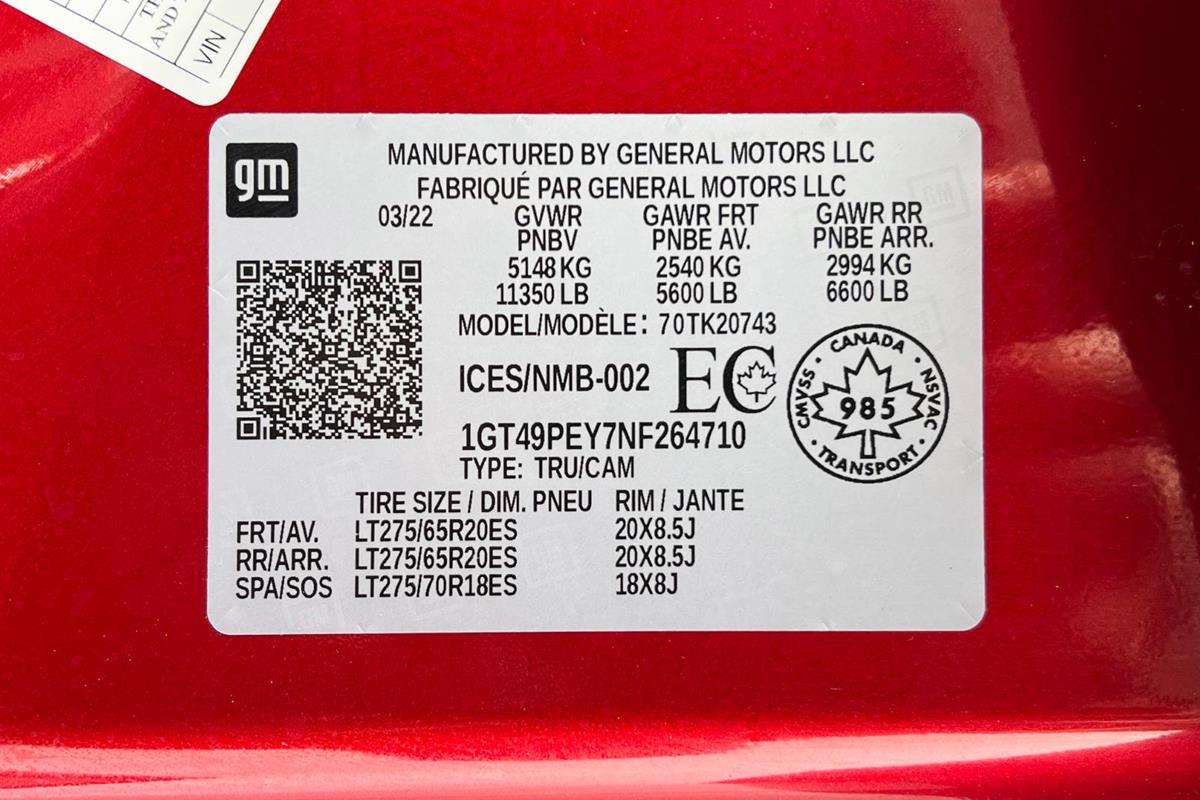 TH
AND
VIN
gm
MANUFACTURED BY GENERAL MOTORS LLC
FABRIQUÉ PAR GENERAL MOTORS LLC
03/22 GVWR GAWR FRT GAWR RR
PNBV PNBE AV. PNBE ARR.
5148 KG 2540 KG 2994 KG
11350 LB 5600 LB 6600 LB
MODEL/MODÈLE: 70TK20743
ICES/NMB-002 EC
CANADA
CMVSS 985 NSVAC
TRANSPORT
1GT49PEY7NF264710
TYPE: TRU/CAM
TIRE SIZE / DIM. PNEU RIM / JANTE
FRT/AV. LT275/65R20ES 20X8.5J
RR/ARR. LT275/65R20ES 20X8.5J
SPA/SOS LT275/70R18ES 18X8J